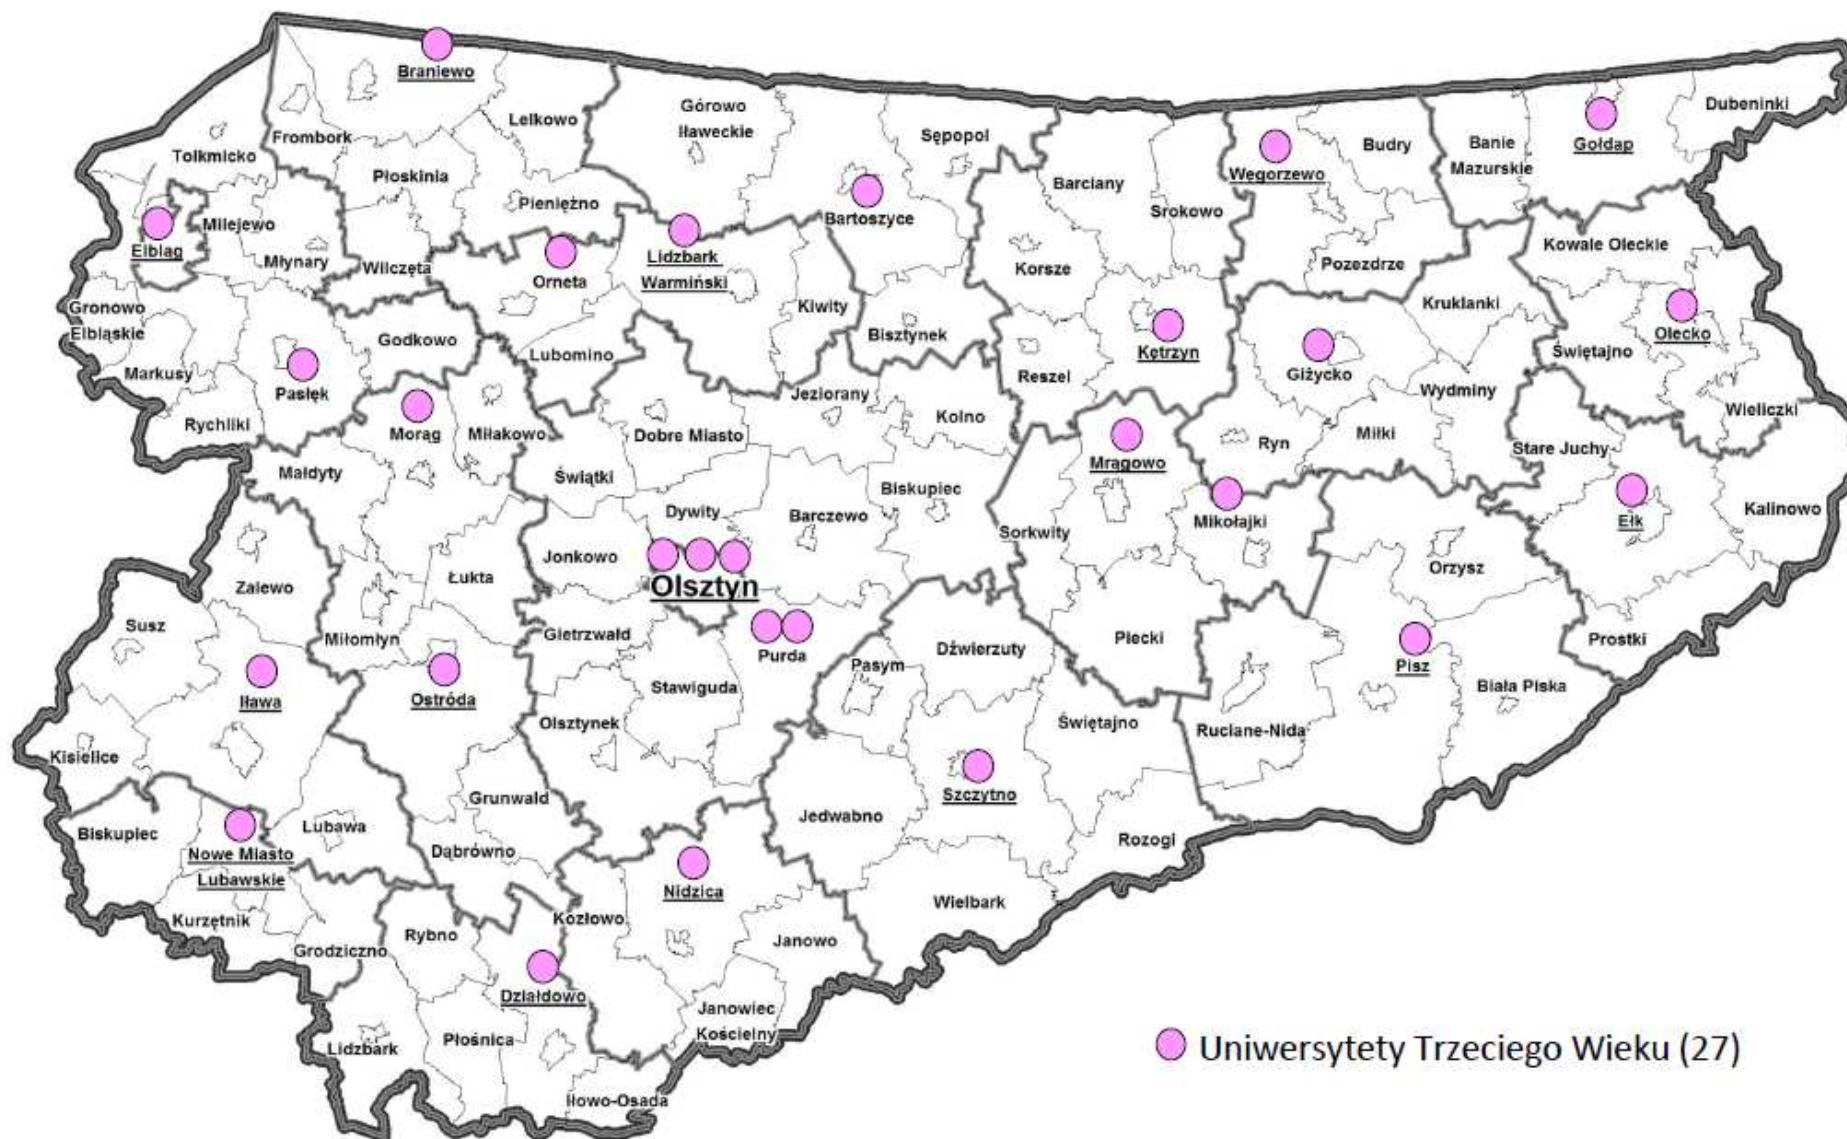 Braniewo
Frombork
Lelkowo
Górowo
Iławeckie
Sępopol
Tolkmicko
Płoskinia
Pieniężno
Bartoszyce
Barciany
Srokowo
Węgorzewo
Budry
Banie
Mazurskie
Gołdap
Dubeninki
Elbląg
Milejewo
Młynary
Wilczęta
Orneta
Lidzbark
Warmiński
Kiwity
Bisztynek
Korsze
Pozezdrze
Kruklanki
Kowale Oleckie
Gronowo
Elbląskie
Markusy
Pasłęk
Godkowo
Lubomino
Reszel
Kętrzyn
Giżycko
Wydminy
Świętajno
Olecko
Wieliczki
Rychliki
Morąg
Miłakowo
Dobre Miasto
Jeziorany
Kolno
Mrągowo
Ryn
Miłki
Stare Juchy
Małdyty
Świątki
Dywity
Barczewo
Biskupiec
Sorkwity
Mikołajki
Orzysz
Ełk
Kalinowo
Zalewo
Łukta
Jonkowo
Olsztyn
Susz
Miłomłyn
Gietrzwałd
Purda
Pasym
Dźwierzuty
Piecki
Pisz
Prostki
Iława
Ostróda
Stawiguda
Olsztynek
Świętajno
Ruciane-Nida
Biała Piska
Kisielice
Grunwald
Szczytno
Jedwabno
Rozogi
Biskupiec
Nowe Miasto
Lubawskie
Lubawa
Dąbrówno
Nidzica
Wielbark
Kurzętnik
Grodziczno
Rybno
Kozłowo
Janowo
Działdowo
Janowiec
Kościelny
Lidzbark
Płośnica
Iłowo-Osada
Uniwersytety Trzeciego Wieku (27)